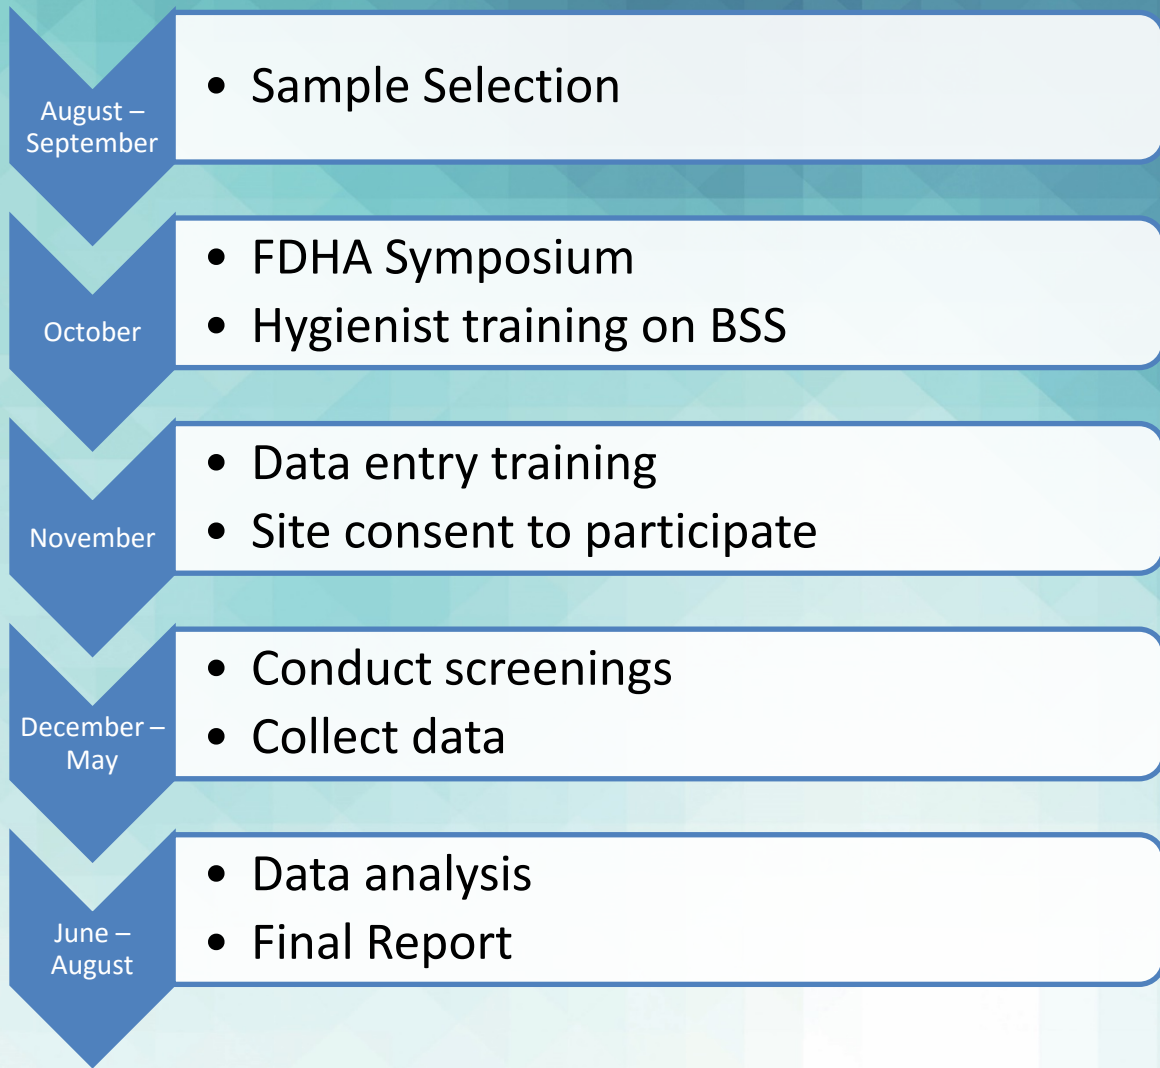 August –
September
• Sample Selection
October
• FDHA Symposium
• Hygienist training on BSS
November
• Data entry training
• Site consent to participate
December –
May
• Conduct screenings
• Collect data
June –
August
• Data analysis
• Final Report